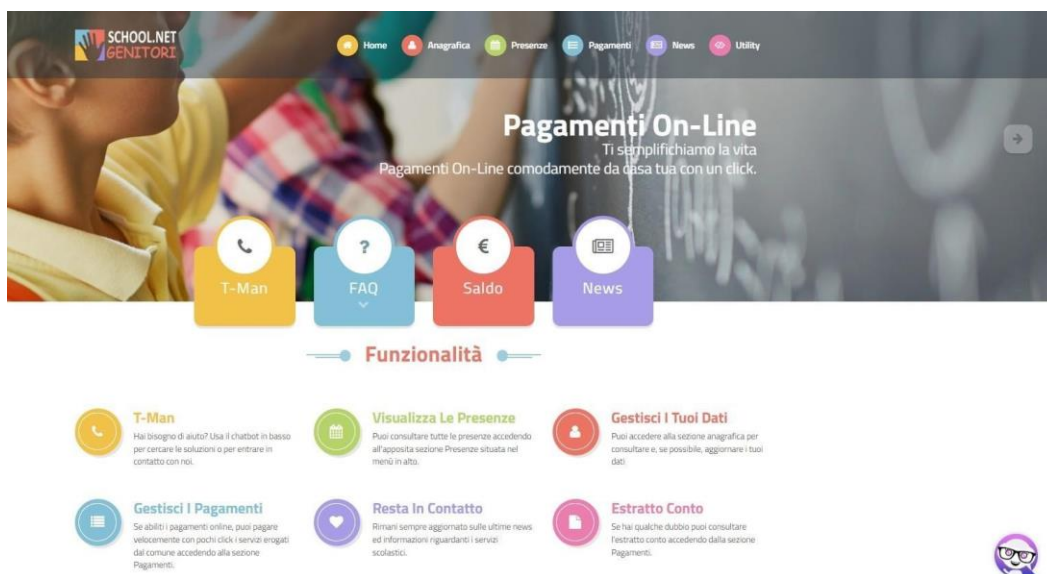 SCHOOL.NET
GENITORI
Home
Anagrafica
Presenze
Pagamenti
News
Utility
Pagamenti On-Line
Ti semplifichiamo la vita
Pagamenti On-Line comodamente da casa tua con un click.
T-Man
FAQ
Saldo
News
Funzionalità
T-Man
Hai bisogno di aiuto? Usa il chatbot in basso
per cercare le soluzioni o per entrare in
contatto con noi.
Visualizza Le Presenze
Puoi consultare tutte le presenze accedendo
all'apposita sezione Presenze situata nel
menù in alto.
Gestisci I Tuoi Dati
Puoi accedere alla sezione anagrafica per
consultare e, se possibile, aggiornare i tuoi
dati
Gestisci I Pagamenti
Se abiliti i pagamenti online, puoi pagare
velocemente con pochi click i servizi erogati
dal comune accedendo alla sezione
Pagamenti.
Resta In Contatto
Rimani sempre aggiornato sulle ultime news
ed informazioni riguardanti i servizi
scolastici.
Estratto Conto
Se hai qualche dubbio puoi consultare
l'estratto conto accedendo dalla sezione
Pagamenti.